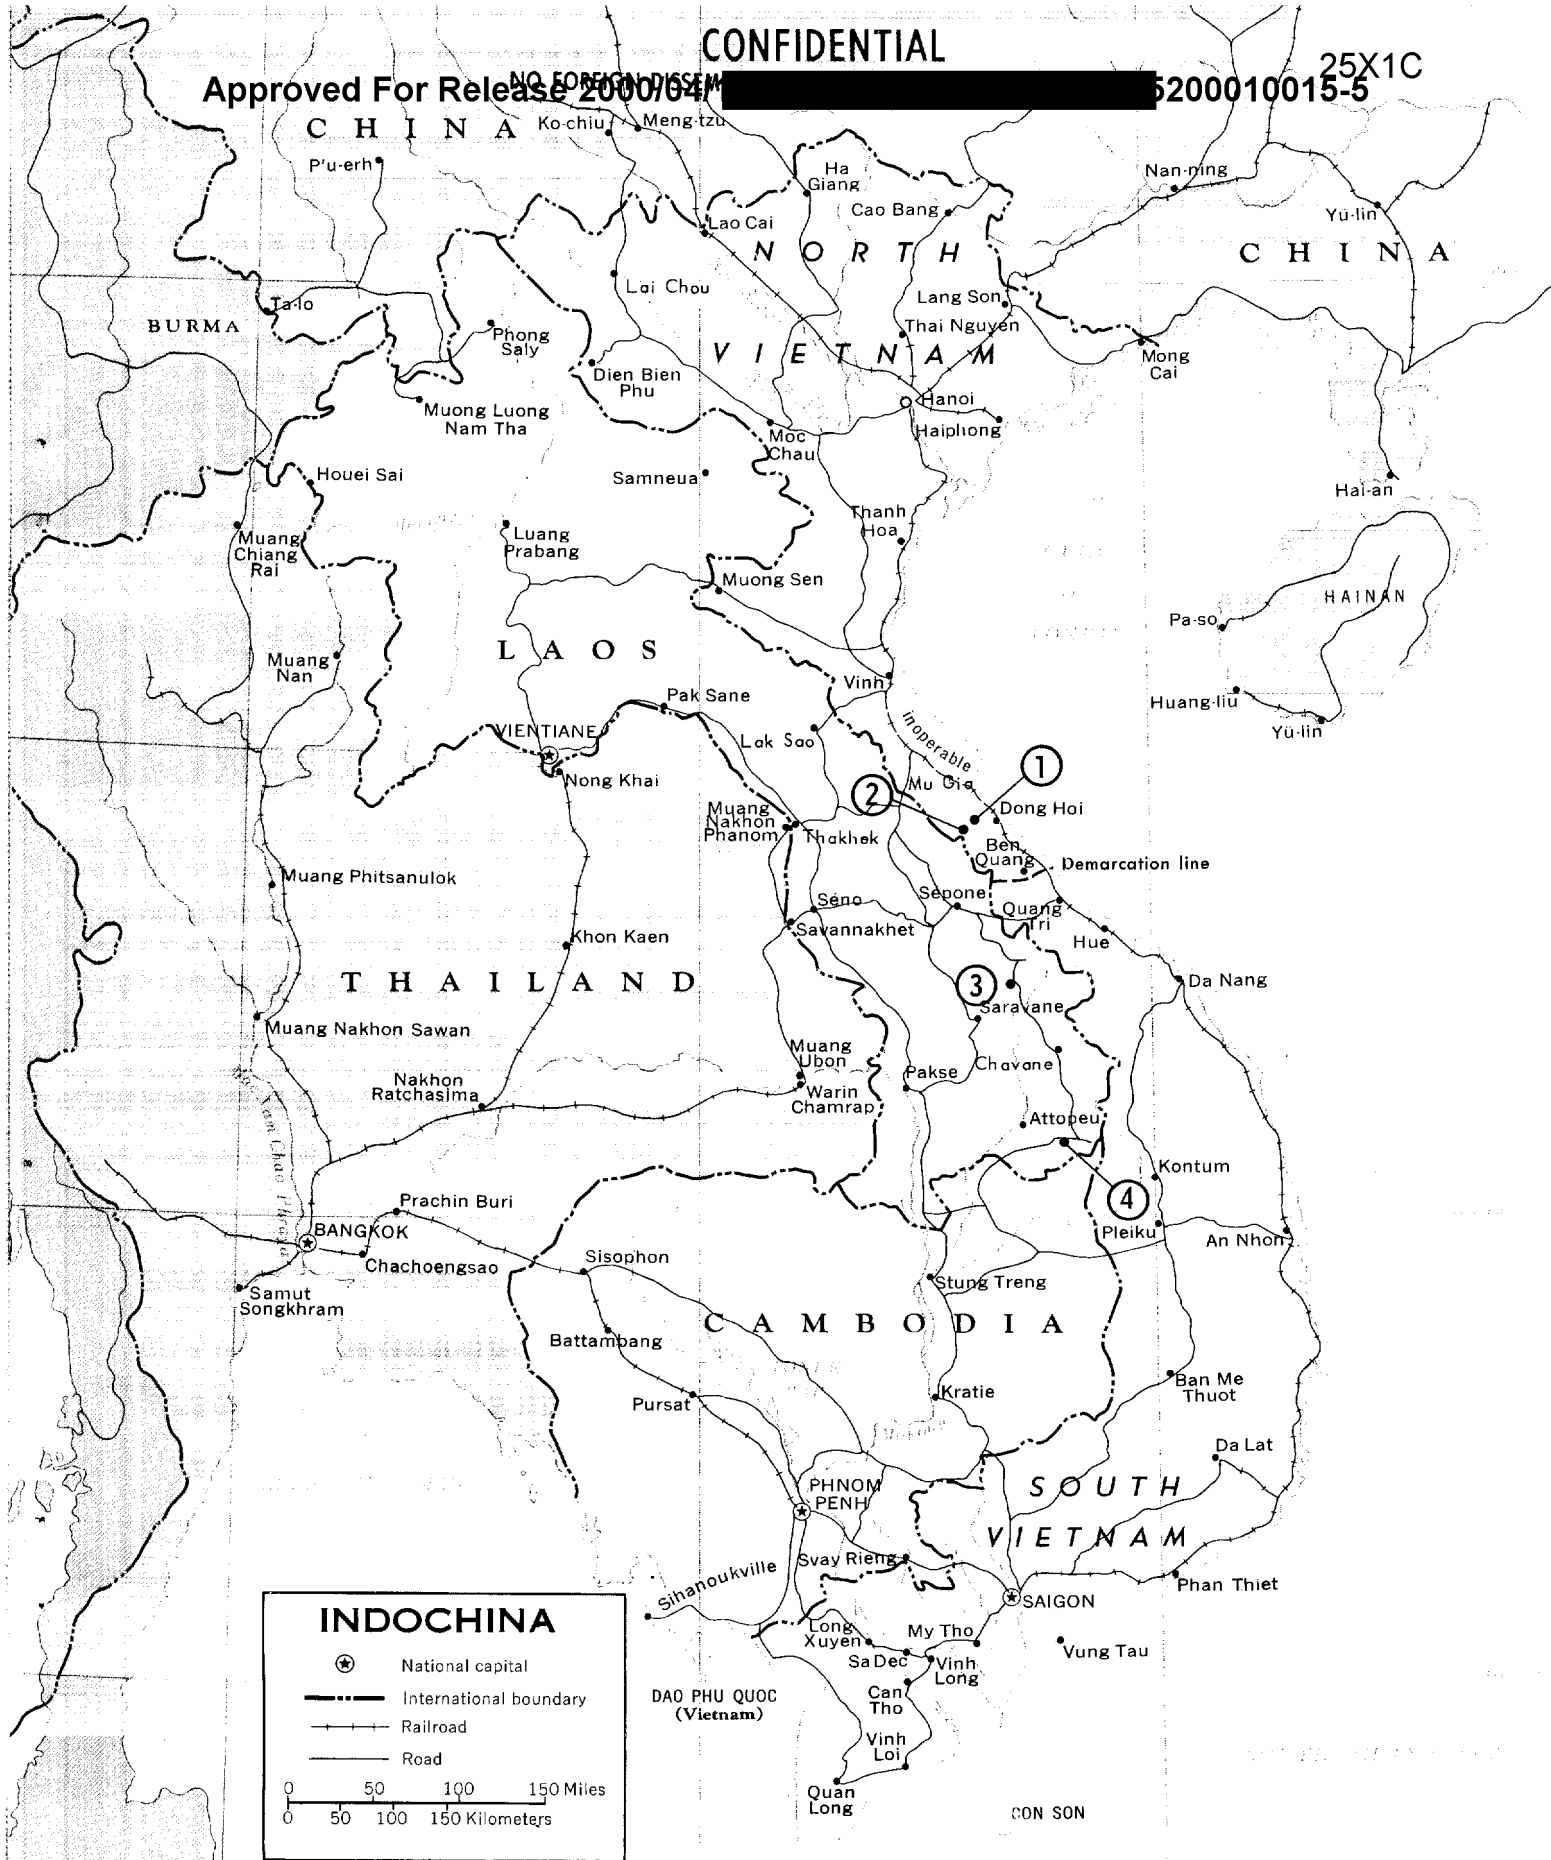 CONFIDENTIAL
25X1C
NO FOREIGN DISSEM
Approved For Release 2000/04/
5200010015-5
CHINA
Ko-chiu
Meng-tzu
P'u-erh
Ha
Giang
Cao Bang
Nan-ning
Yü-lin
Lao Cai
NORTH
CHINA
Lai Chou
Ta-lo
Lang Son
BURMA
Phong
Saly
Thai Nguyen
VIETNAM
Mong
Cai
Dien Bien
Phu
Hanoi
Muong Luong
Nam Tha
Haiphong
Moc
Chau
Houei Sai
Samneua
Hai-an
Thanh
Hoa
Muang
Chiang
Rai
Luang
Prabang
Muong Sen
HAINAN
Pa-so
LAOS
Muang
Nan
Vinh
Pak Sane
Huang-liu
Yü-lin
inoperable
VIENTIANE
Lak Sao
1
Nong Khai
Mu Gia
2
Dong Hoi
Muang
Nakhon
Phanom
Thakhek
Ben
Quang
Demarcation line
Muang Phitsanulok
Séno
Sépone
Quang
Tri
Savannakhet
Hue
Khon Kaen
THAILAND
3
Da Nang
Saravane
Muang Nakhon Sawan
Muang
Ubon
Chavane
Nakhon
Ratchasima
Pakse
Warin
Chamrap
Attopeu
Kontum
4
Prachin Buri
BANGKOK
Pleiku
An Nhon
Chachoengsao
Sisophon
Stung Treng
Samut
Songkhram
CAMBODIA
Battambang
Kratie
Ban Me
Thuot
Pursat
Da Lat
PHNOM
PENH
SOUTH
VIETNAM
Svay Rieng
Sihanoukville
Phan Thiet
SAIGON
Long
Xuyen
My Tho
Vung Tau
Sa Dec
Vinh
Long
Can
Tho
DAO PHU QUOC
(Vietnam)
Vinh
Loi
Quan
Long
CON SON
INDOCHINA
National capital
International boundary
Railroad
Road
0 50 100 150 Miles
0 50 100 150 Kilometers